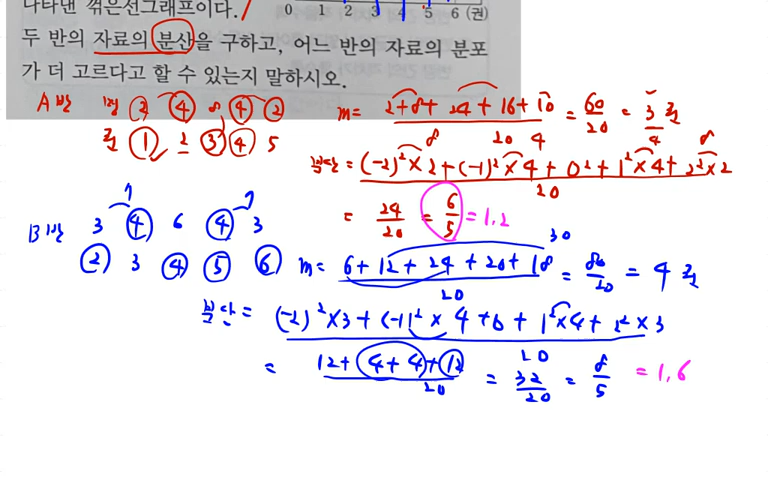 나타낸 꺾은선그래프이다. 0 1 2 3 4 5 6 (권)
두 반의 자료의 분산을 구하고, 어느 반의 자료의 분포
가 더 고르다고 할 수 있는지 말하시오.
A반 명 2 4 8 4 2
권 1 2 3 4 5
m= 2+8+24+16+10 / 20 = 60/20 = 3권
분산 = (-2)²×2+(-1)²×4+0²+1²×4+2²×2 / 20
= 24/20 = 6/5 = 1.2
B반 3 4 6 4 3
2 3 4 5 6
m= 6+12+24+20+18 / 20 = 80/20 = 4권
분산 = (-2)²×3+(-1)²×4+0+1²×4+2²×3 / 20
= 12+4+4+12 / 20 = 32/20 = 8/5 = 1.6